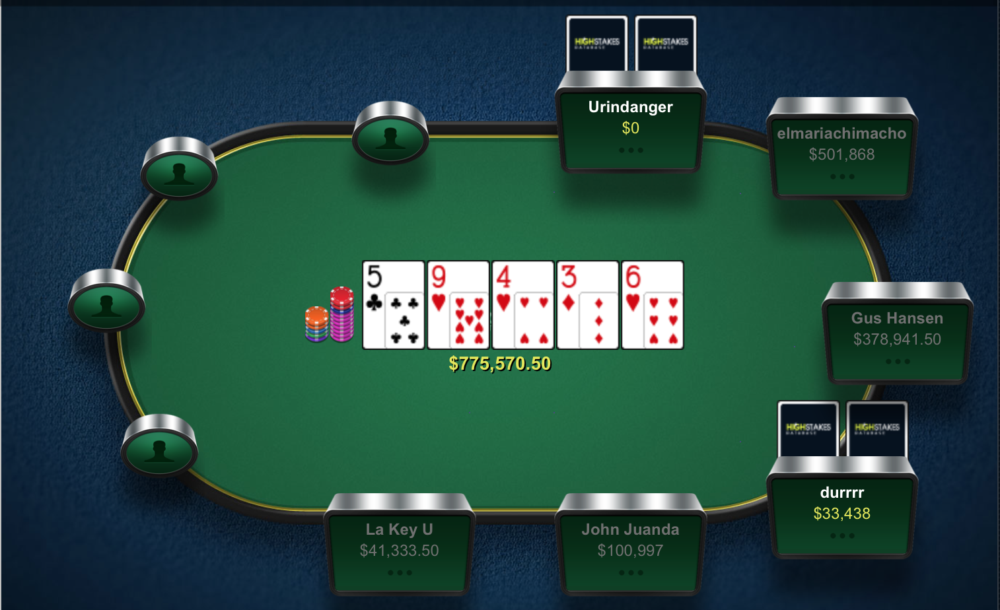 HIGHSTAKES
DATABASE
HIGHSTAKES
DATABASE
Urindanger
$0
elmariachimacho
$501,868
5
9
4
3
6
$775,570.50
Gus Hansen
$378,941.50
HIGHSTAKES
DATABASE
HIGHSTAKES
DATABASE
durrrr
$33,438
La Key U
$41,333.50
John Juanda
$100,997